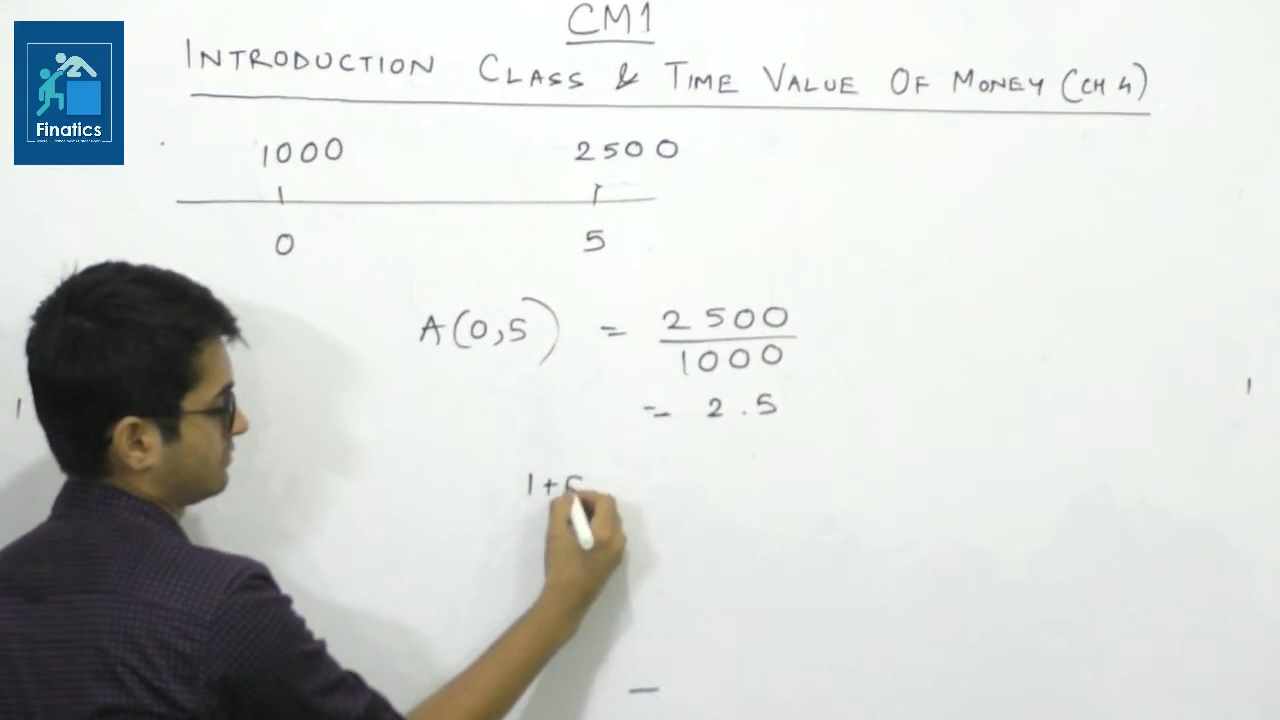 CM1
INTRODUCTION CLASS & TIME VALUE OF MONEY (CH 4)
Finatics
1000 2500
0 5
A(0,5) = 2500/1000
= 2.5
1+5